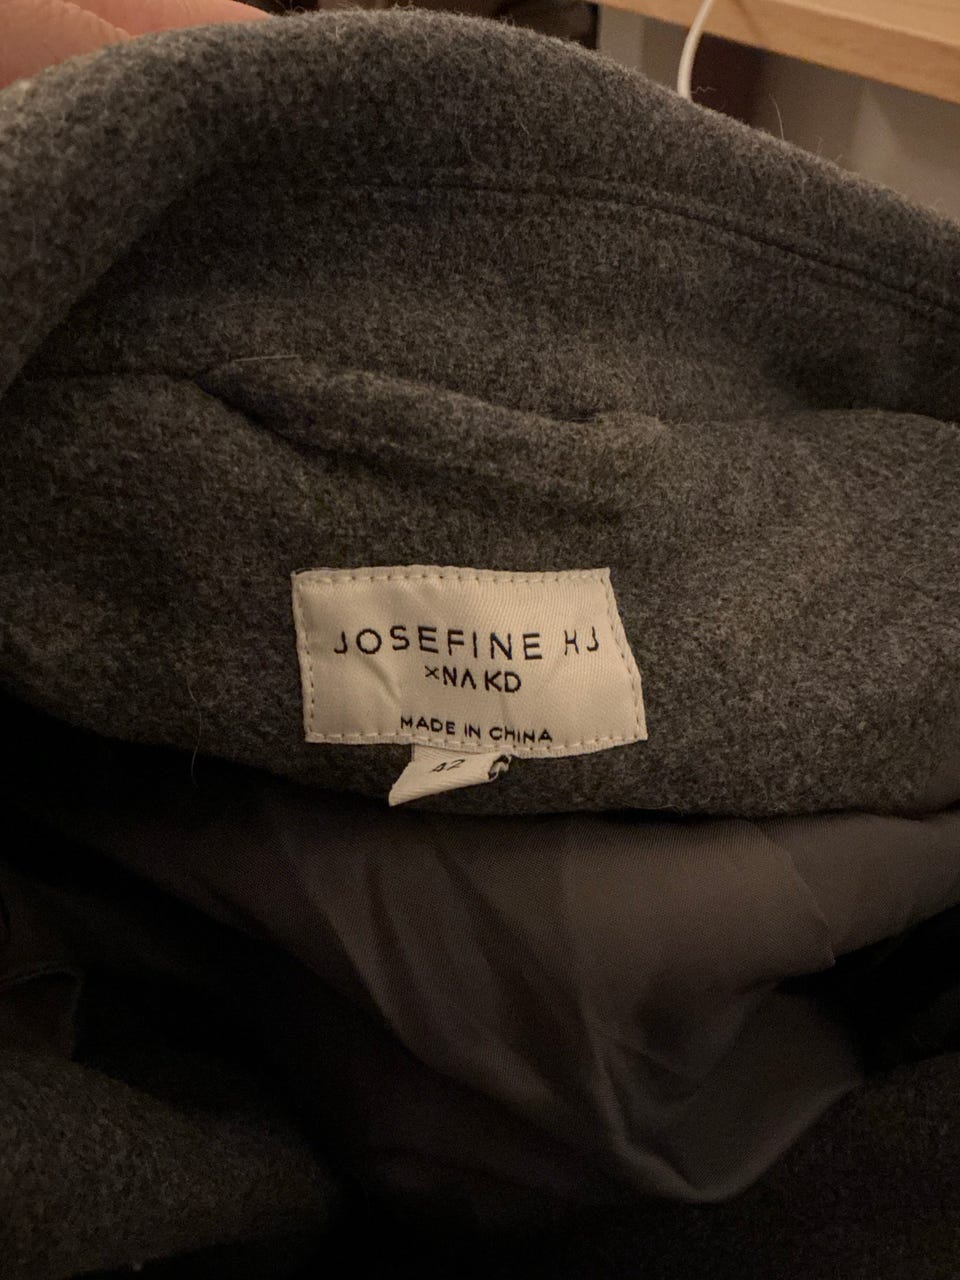 JOSEFINE HJ
×NA KD
MADE IN CHINA
42